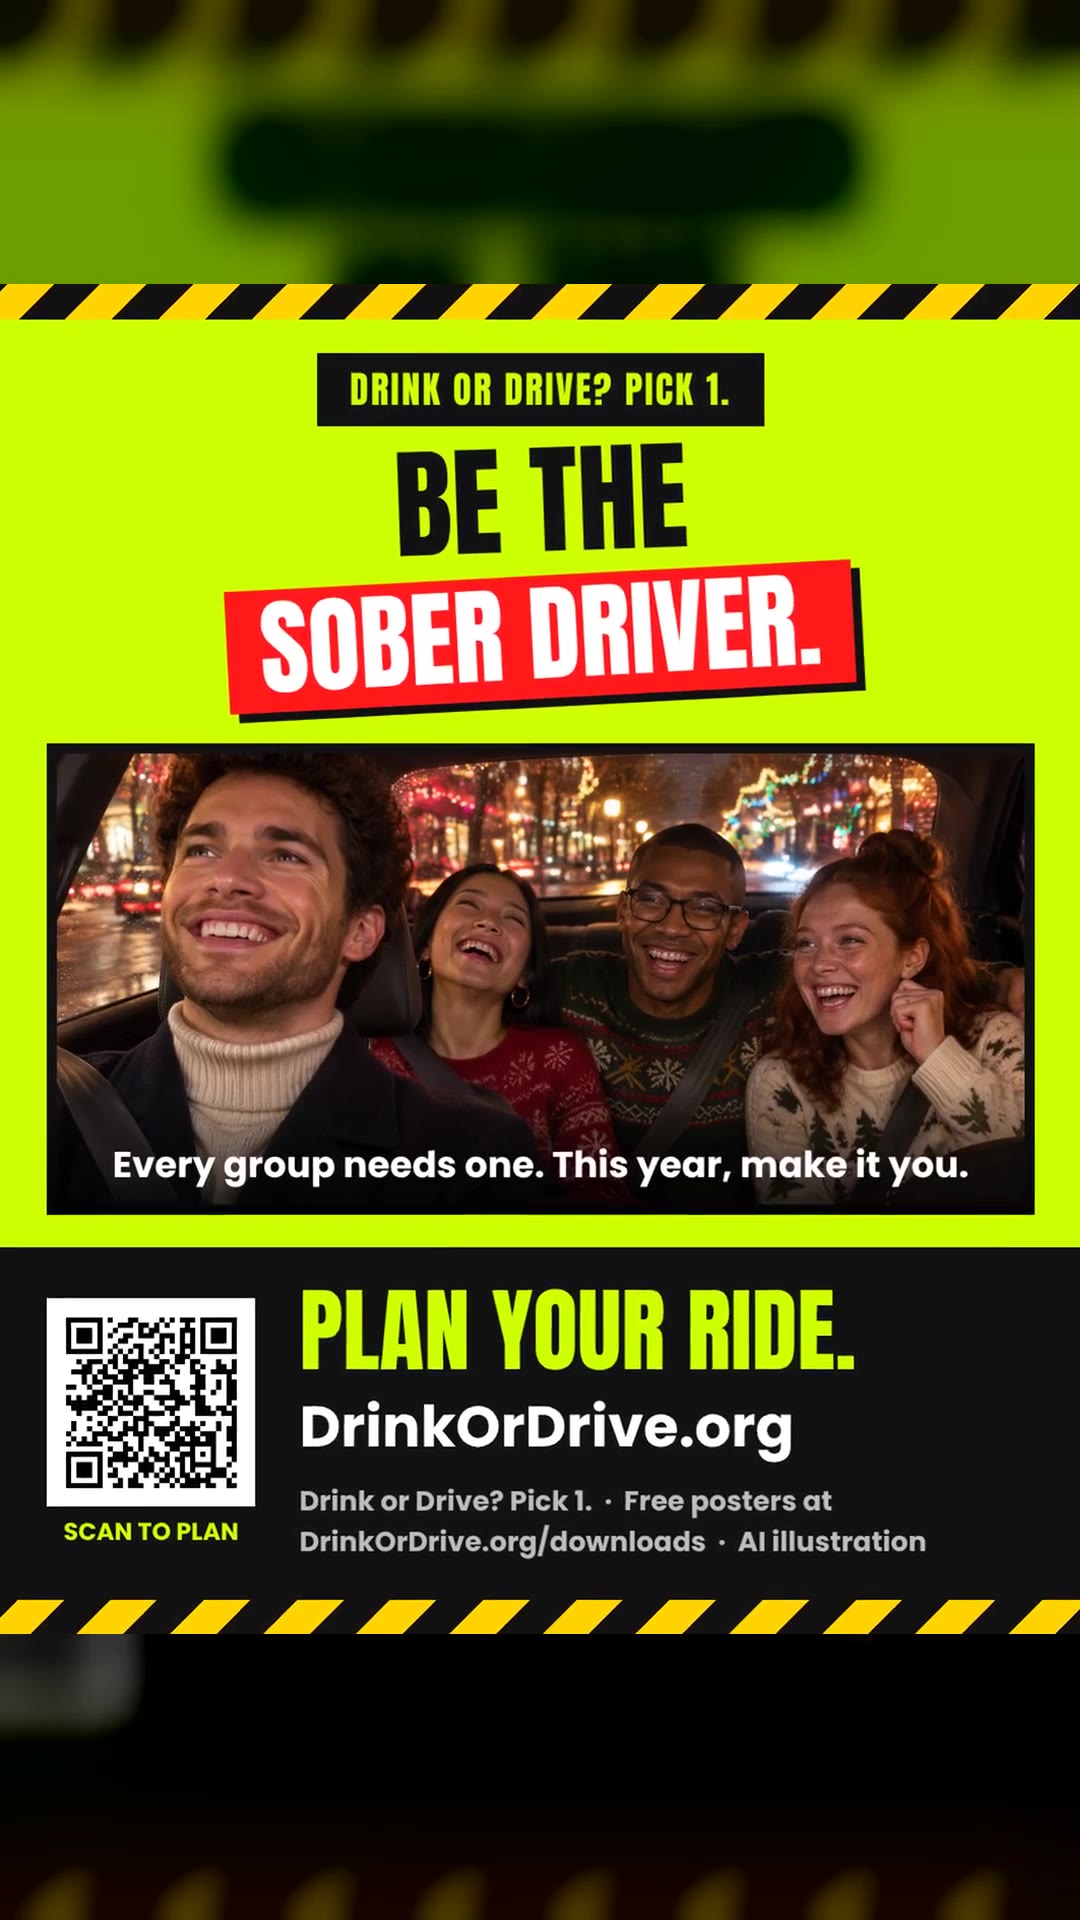 DRINK OR DRIVE? PICK 1.
BE THE
SOBER DRIVER.
Every group needs one. This year, make it you.
PLAN YOUR RIDE.
DrinkOrDrive.org
Drink or Drive? Pick 1. · Free posters at
DrinkOrDrive.org/downloads · AI illustration
SCAN TO PLAN